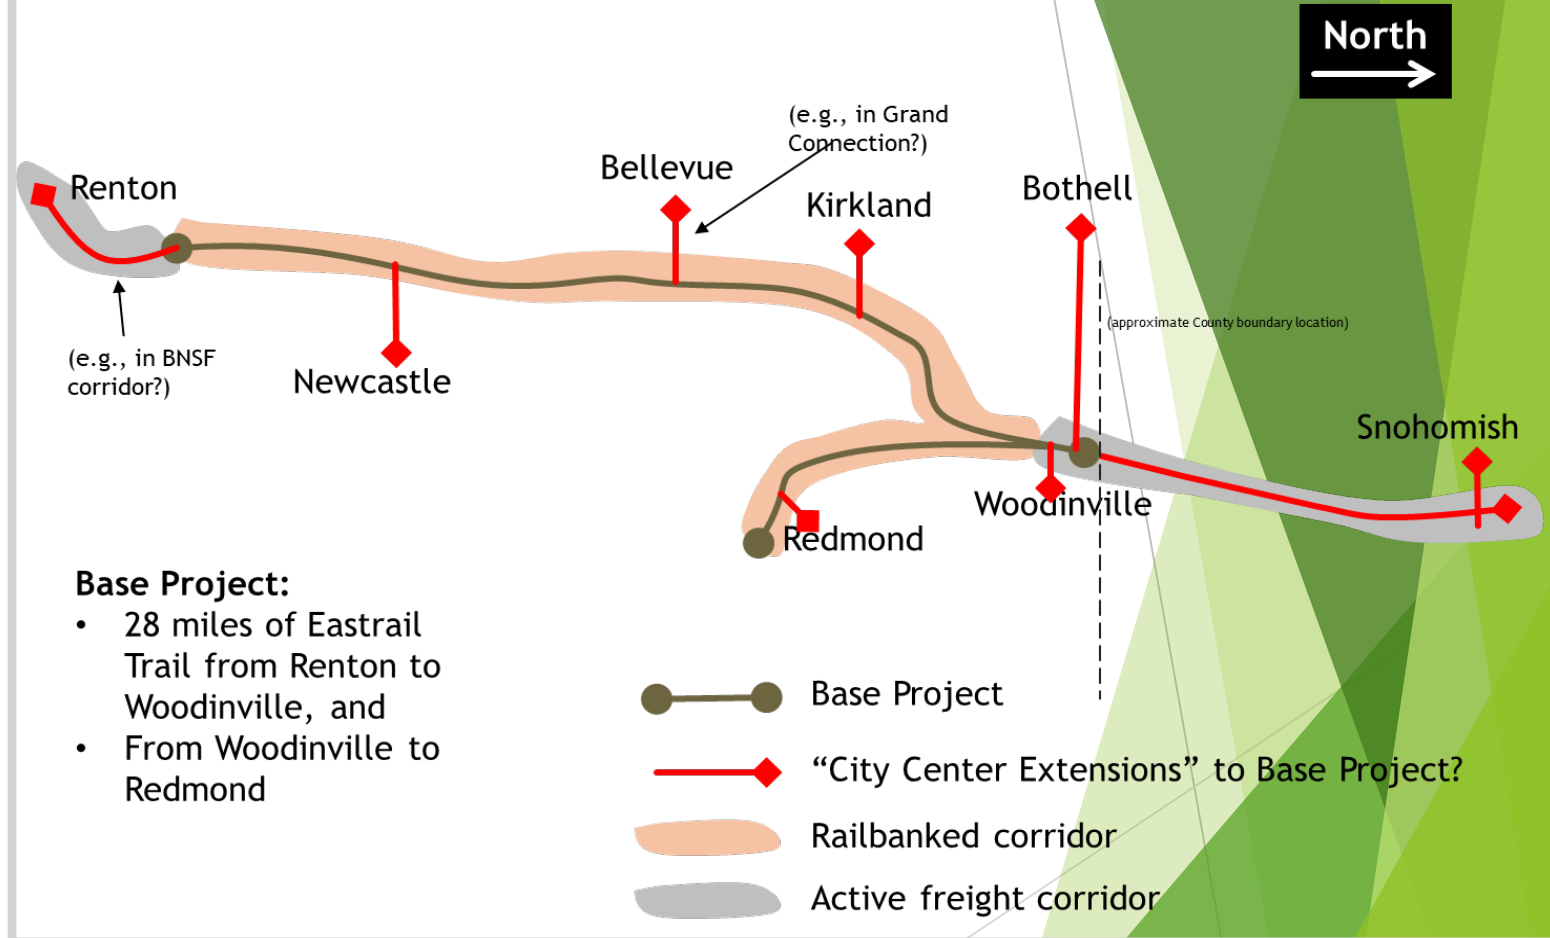 North
(e.g., in Grand
Connection?)
Bellevue
Renton
Kirkland
Bothell
(approximate County boundary location)
(e.g., in BNSF
corridor?)
Newcastle
Snohomish
Woodinville
Redmond
Base Project:
• 28 miles of Eastrail
Trail from Renton to
Woodinville, and
• From Woodinville to
Redmond
Base Project
“City Center Extensions” to Base Project?
Railbanked corridor
Active freight corridor